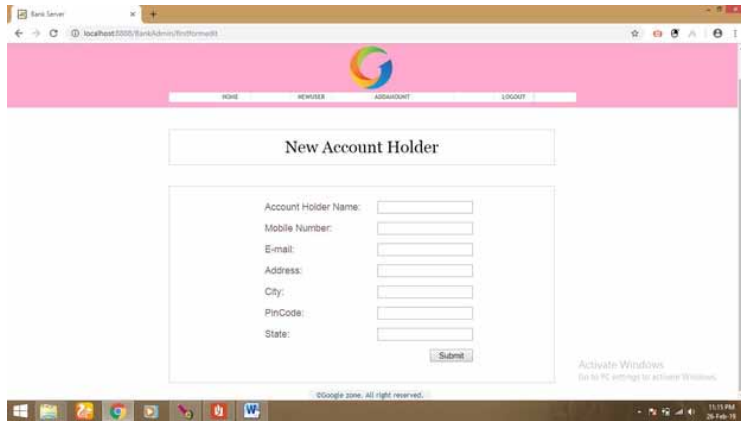 Bank Server
localhost:8888/BankAdmin/firstformedit
HOME NEWUSER ADDAMOUNT LOGOUT
New Account Holder
Account Holder Name:
Mobile Number:
E-mail:
Address:
City:
PinCode:
State:
Submit
Activate Windows
Go to PC settings to activate Windows.
©Google zone. All right reserved.
11:15 PM
26-Feb-19